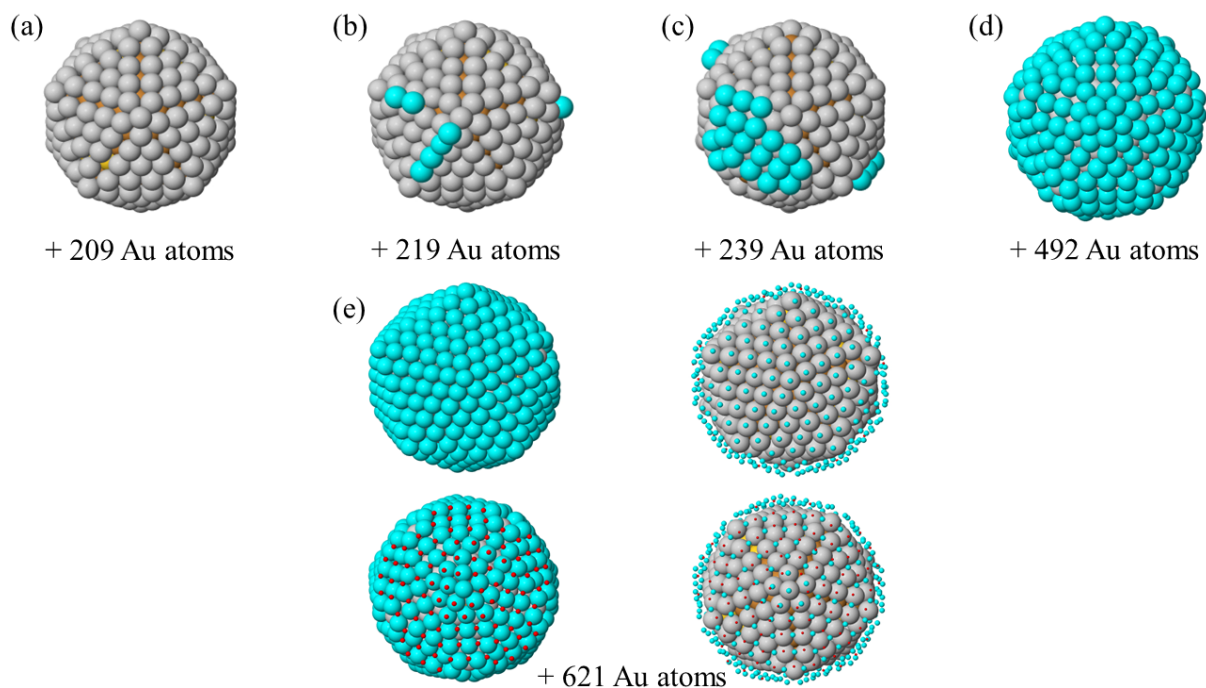 (a) (b) (c) (d)
+ 209 Au atoms + 219 Au atoms + 239 Au atoms + 492 Au atoms
(e)
+ 621 Au atoms